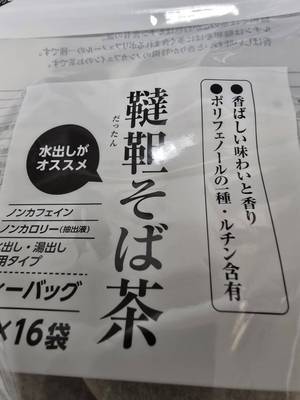 ●香ばしい味わいと香り
●ポリフェノールの一種・ルチン含有
だったん
韃靼そば茶
水出しが
オススメ
ノンカフェイン
ノンカロリー(抽出液)
出し・湯出し
用タイプ
ーバッグ
×16袋